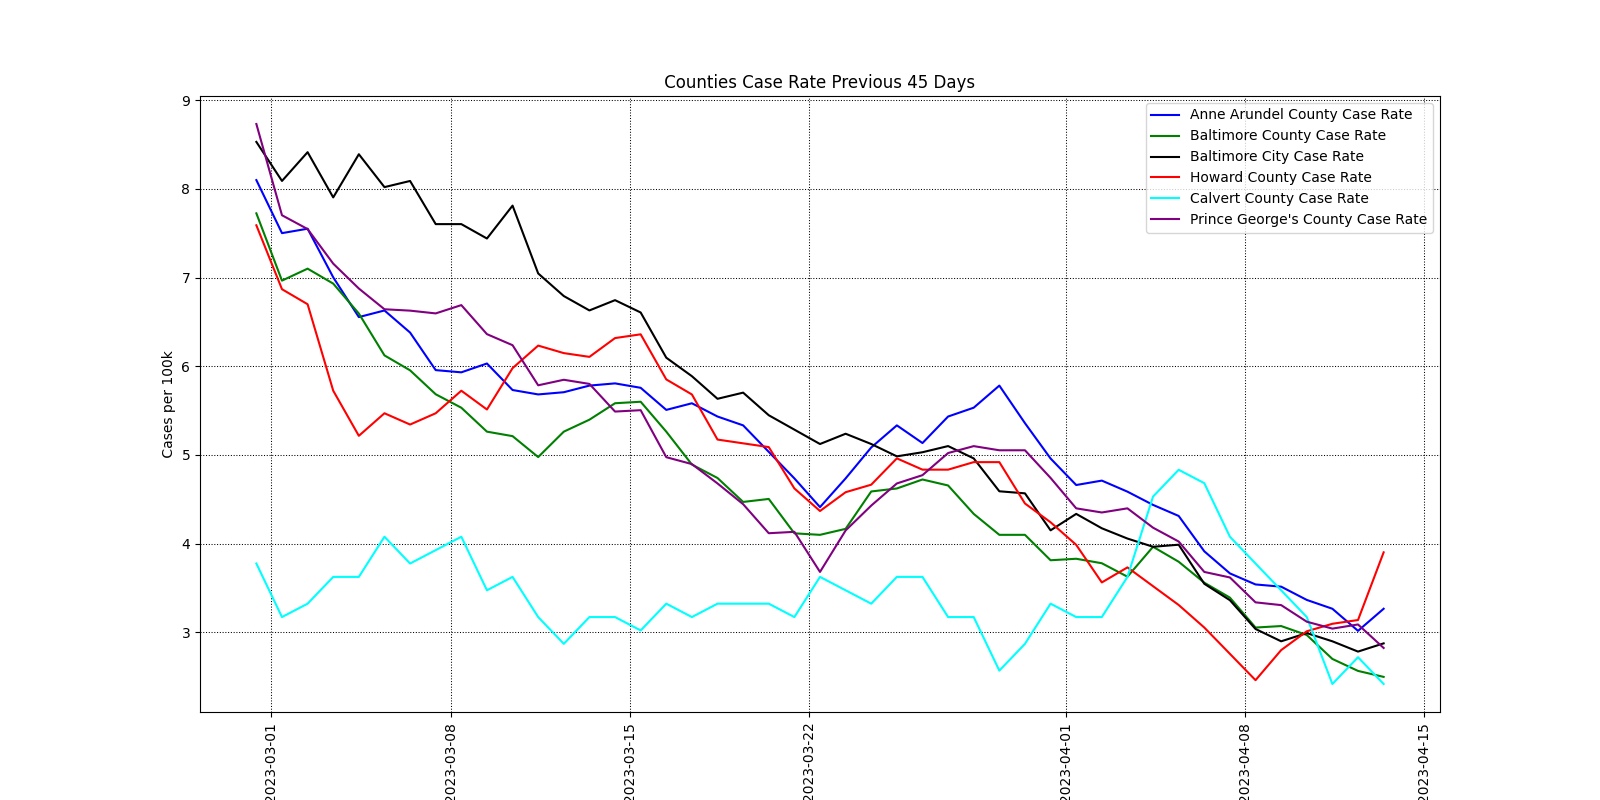 Counties Case Rate Previous 45 Days
Anne Arundel County Case Rate
Baltimore County Case Rate
Baltimore City Case Rate
Howard County Case Rate
Calvert County Case Rate
Prince George's County Case Rate
Cases per 100k
9
8
7
6
5
4
3
2023-03-01
2023-03-08
2023-03-15
2023-03-22
2023-04-01
2023-04-08
2023-04-15